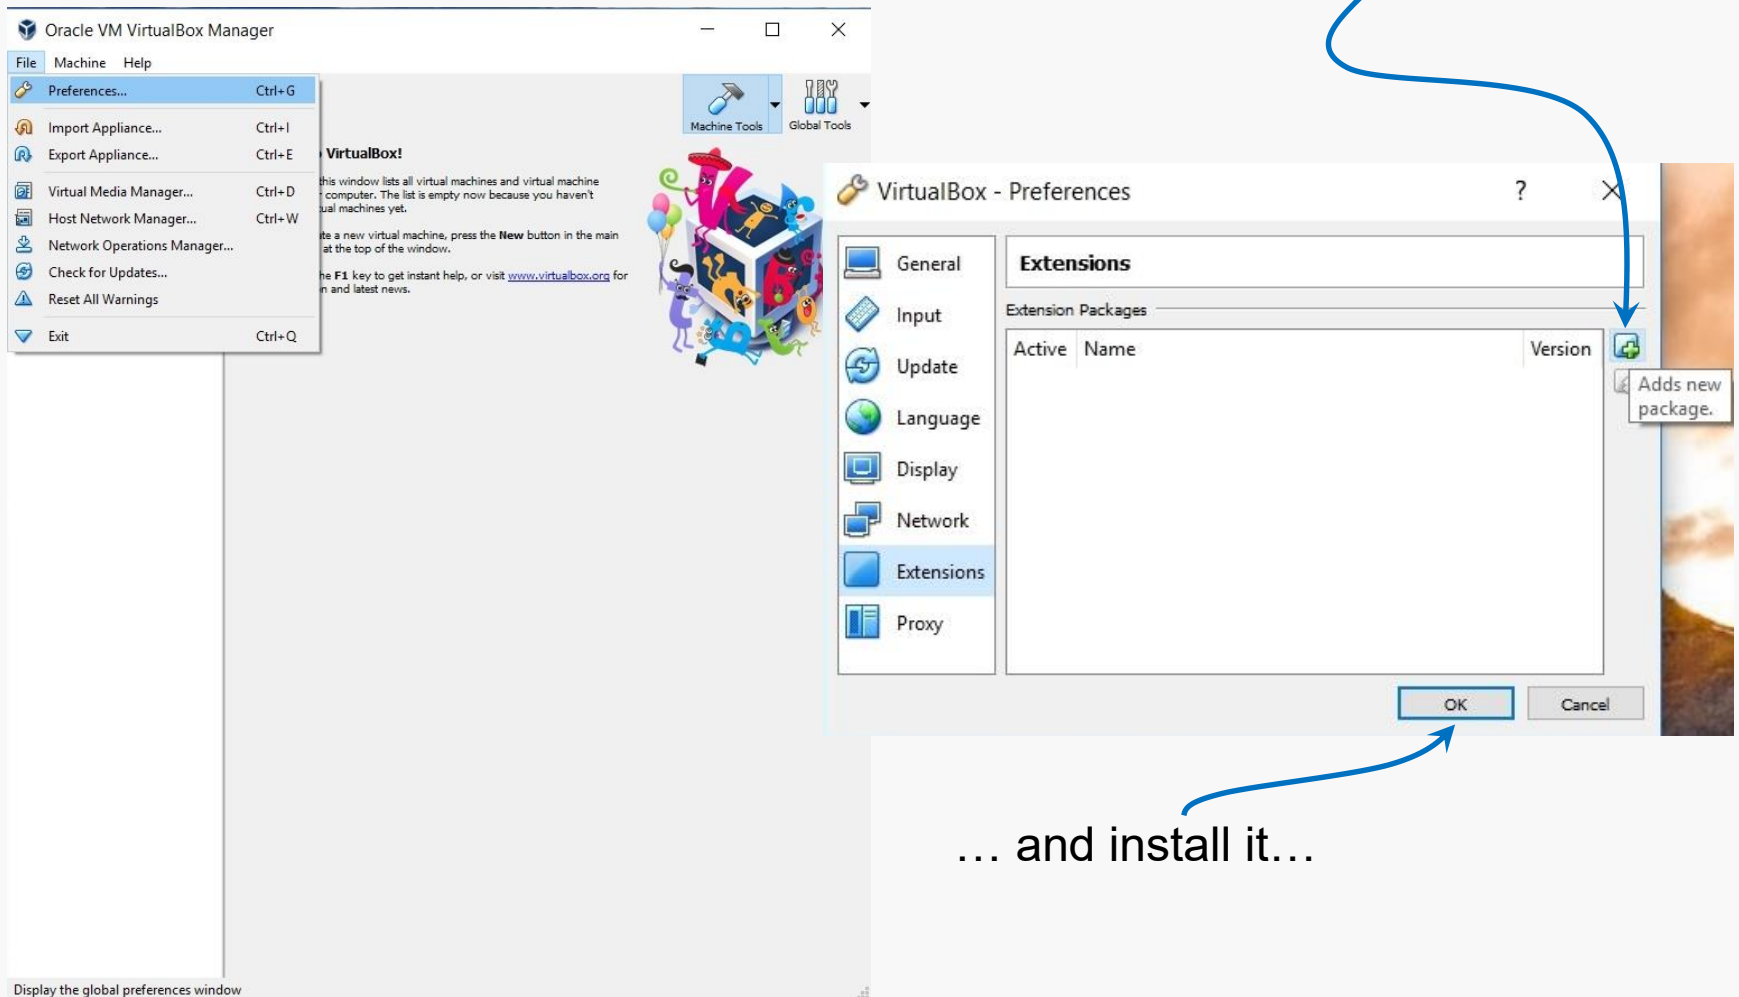 Oracle VM VirtualBox Manager
File Machine Help
Preferences... Ctrl+G
Import Appliance... Ctrl+I
Export Appliance... Ctrl+E
Virtual Media Manager... Ctrl+D
Host Network Manager... Ctrl+W
Network Operations Manager...
Check for Updates...
Reset All Warnings
Exit Ctrl+Q
Machine Tools
Global Tools
VirtualBox!
this window lists all virtual machines and virtual machine
computer. The list is empty now because you haven't
machines yet.
a new virtual machine, press the New button in the main
at the top of the window.
F1 key to get instant help, or visit www.virtualbox.org for
and latest news.
VirtualBox - Preferences ?
General
Input
Update
Language
Display
Network
Extensions
Proxy
Extensions
Extension Packages
Active Name Version
Adds new
package.
OK Cancel
… and install it…
Display the global preferences window